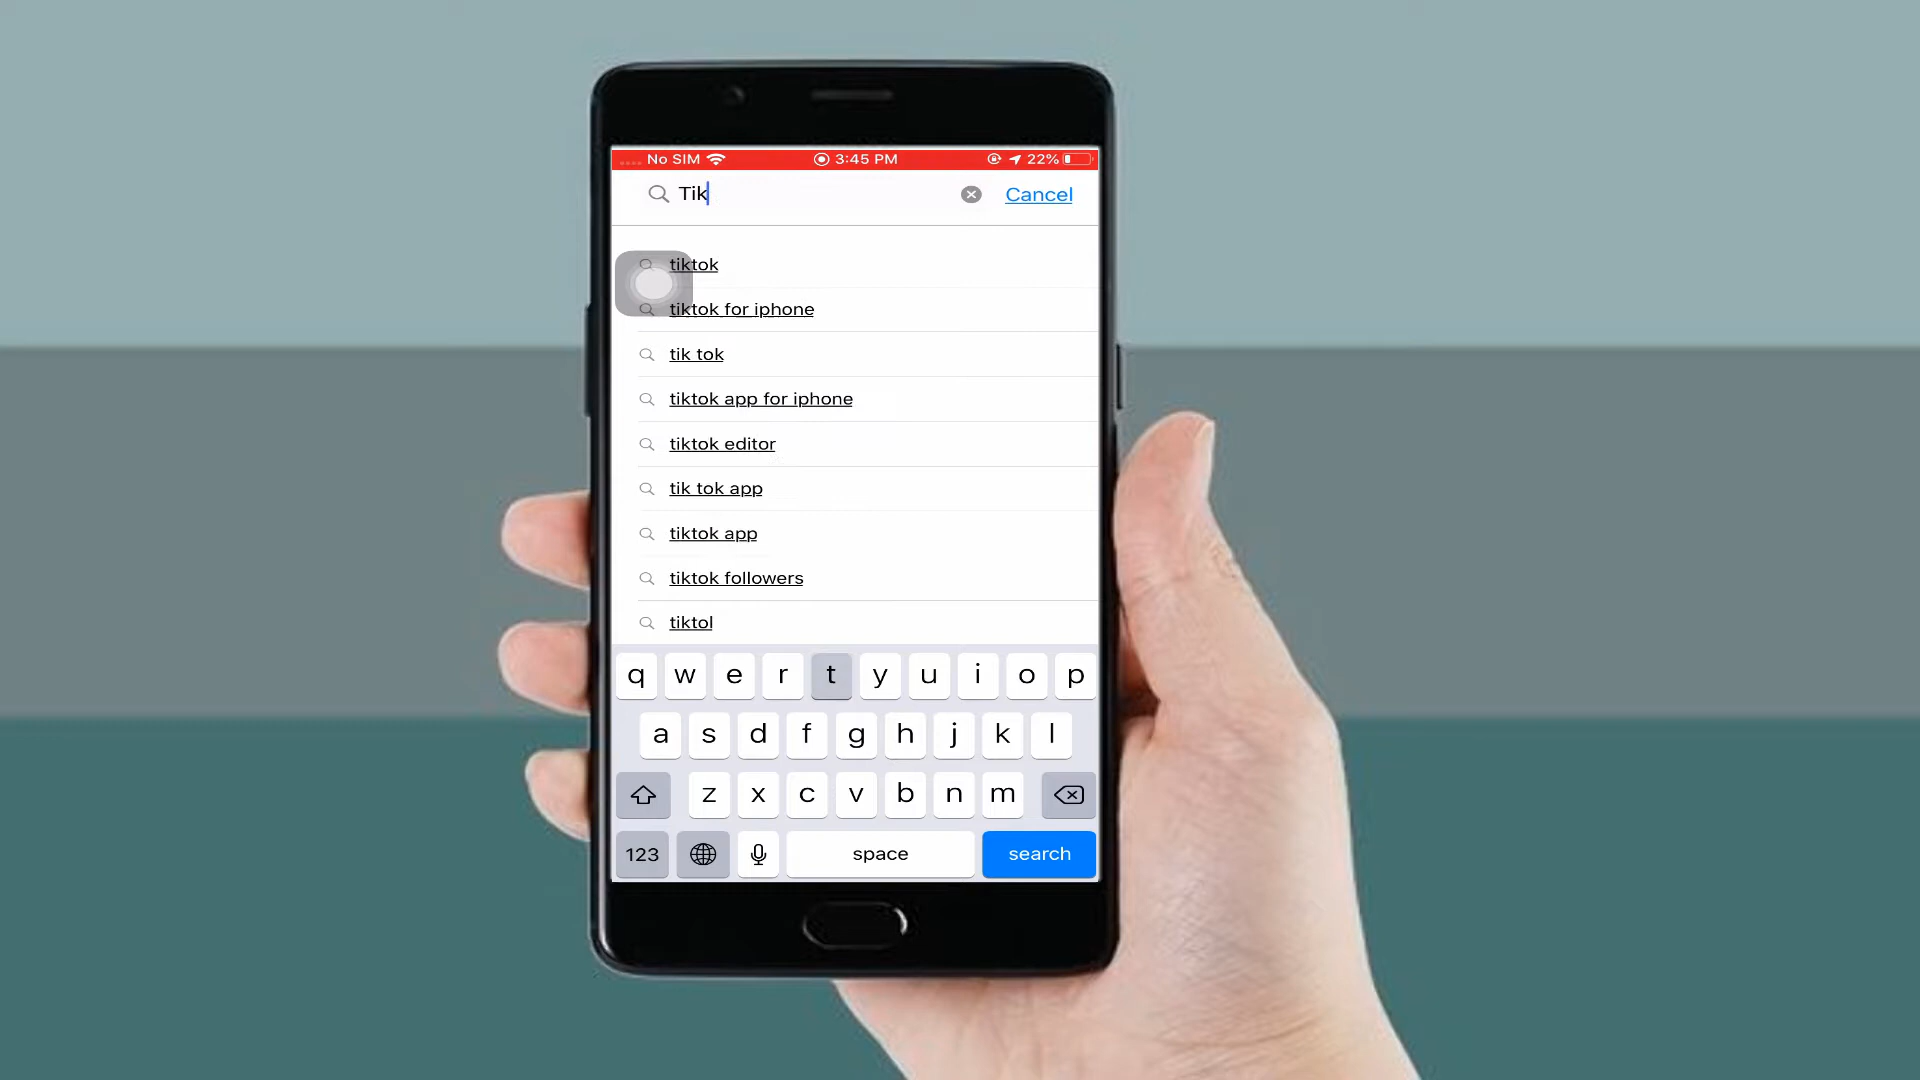 No SIM 3:45 PM 22%
Tik Cancel
tiktok
tiktok for iphone
tik tok
tiktok app for iphone
tiktok editor
tik tok app
tiktok app
tiktok followers
tiktol
q w e r t y u i o p
a s d f g h j k l
z x c v b n m
123 space search